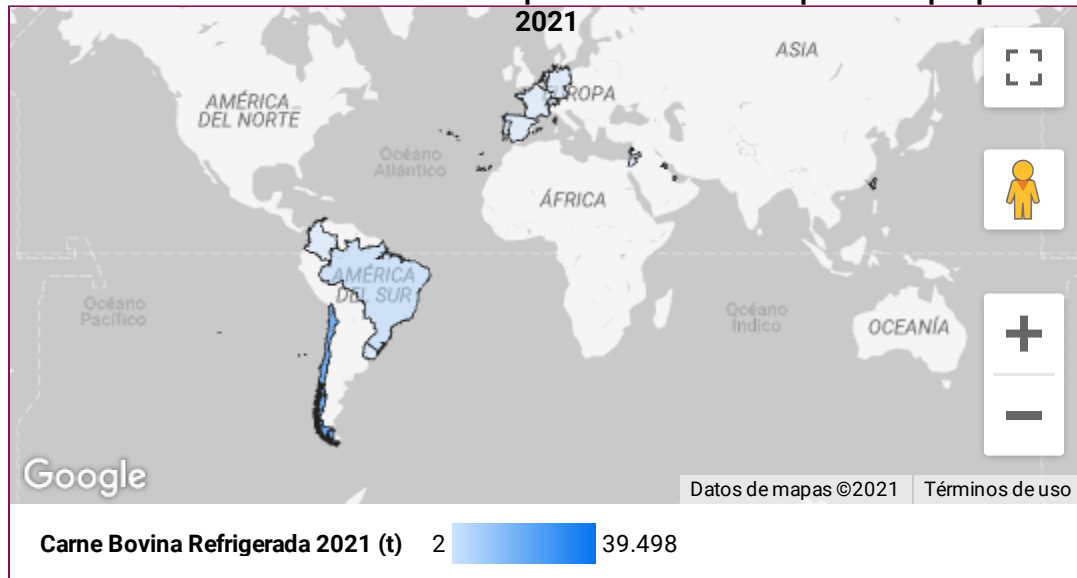 2021
ASIA
EUROPA
AMÉRICA
DEL NORTE
Océano
Atlántico
ÁFRICA
AMÉRICA
DEL SUR
Océano
Pacífico
Océano
Índico
OCEANÍA
Google
Datos de mapas ©2021 Términos de uso
Carne Bovina Refrigerada 2021 (t) 2 39.498